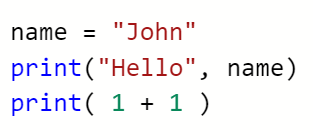 name = "John"
print("Hello", name)
print( 1 + 1 )